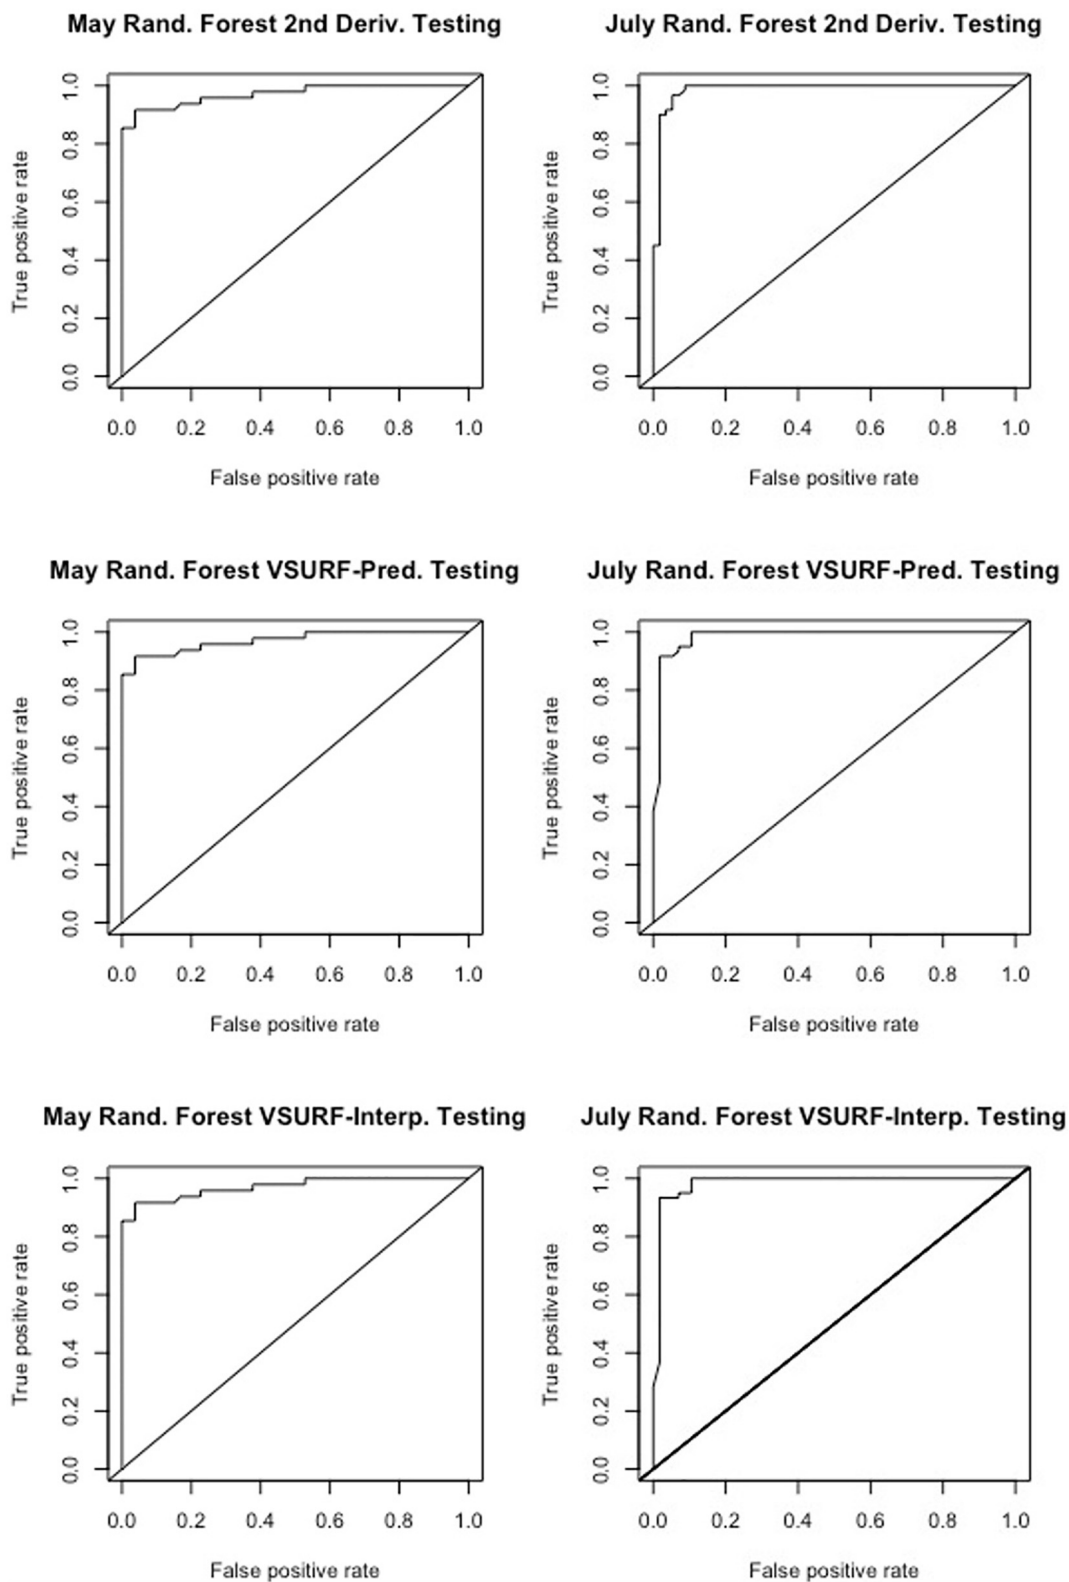 May Rand. Forest 2nd Deriv. Testing
True positive rate
1.0
0.8
0.6
0.4
0.2
0.0
0.0 0.2 0.4 0.6 0.8 1.0
False positive rate
July Rand. Forest 2nd Deriv. Testing
True positive rate
1.0
0.8
0.6
0.4
0.2
0.0
0.0 0.2 0.4 0.6 0.8 1.0
False positive rate
May Rand. Forest VSURF-Pred. Testing
True positive rate
1.0
0.8
0.6
0.4
0.2
0.0
0.0 0.2 0.4 0.6 0.8 1.0
False positive rate
July Rand. Forest VSURF-Pred. Testing
True positive rate
1.0
0.8
0.6
0.4
0.2
0.0
0.0 0.2 0.4 0.6 0.8 1.0
False positive rate
May Rand. Forest VSURF-Interp. Testing
True positive rate
1.0
0.8
0.6
0.4
0.2
0.0
0.0 0.2 0.4 0.6 0.8 1.0
False positive rate
July Rand. Forest VSURF-Interp. Testing
True positive rate
1.0
0.8
0.6
0.4
0.2
0.0
0.0 0.2 0.4 0.6 0.8 1.0
False positive rate